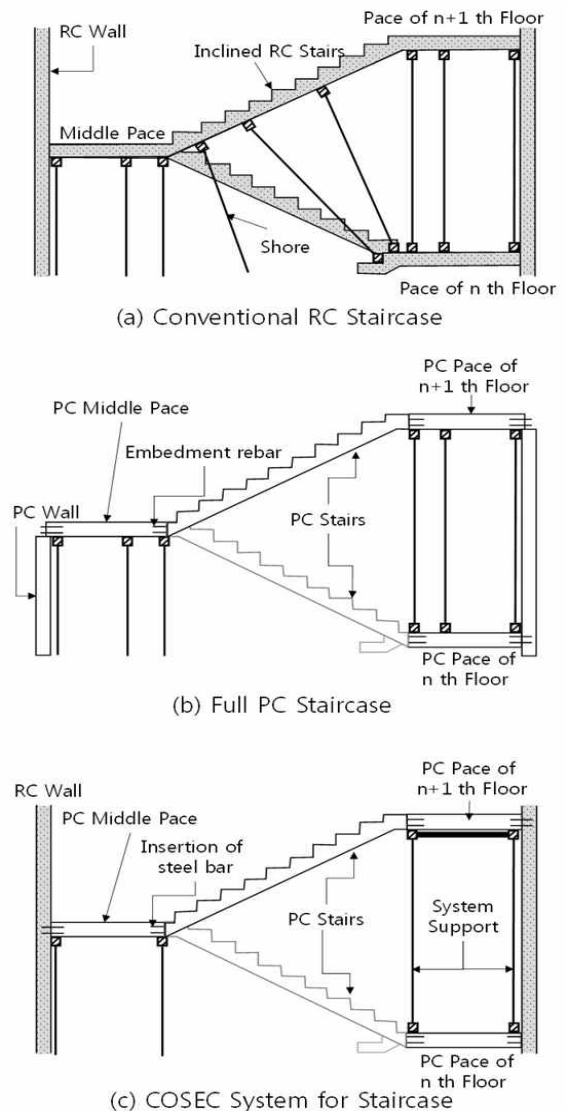 Pace of n+1 th Floor
RC Wall
Inclined RC Stairs
Middle Pace
Shore
Pace of n th Floor
(a) Conventional RC Staircase
PC Pace of
n+1 th Floor
PC Middle Pace
Embedment rebar
PC Wall
PC Stairs
PC Pace of
n th Floor
(b) Full PC Staircase
PC Pace of
n+1 th Floor
RC Wall
PC Middle Pace
Insertion of
steel bar
PC Stairs
System
Support
PC Pace of
n th Floor
(c) COSEC System for Staircase